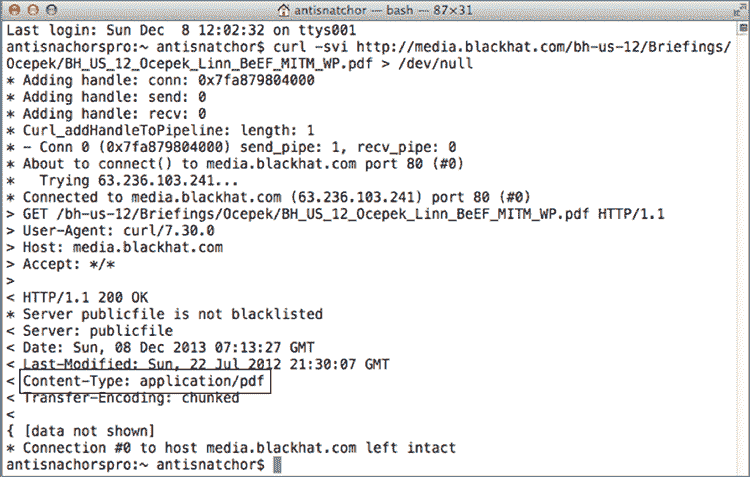 antisnatchor — bash — 87×31
Last login: Sun Dec  8 12:02:32 on ttys001
antisnachorspro:~ antisnatchor$ curl -svi http://media.blackhat.com/bh-us-12/Briefings/
Ocepek/BH_US_12_Ocepek_Linn_BeEF_MITM_WP.pdf > /dev/null
* Adding handle: conn: 0x7fa879804000
* Adding handle: send: 0
* Adding handle: recv: 0
* Curl_addHandleToPipeline: length: 1
* - Conn 0 (0x7fa879804000) send_pipe: 1, recv_pipe: 0
* About to connect() to media.blackhat.com port 80 (#0)
*   Trying 63.236.103.241...
* Connected to media.blackhat.com (63.236.103.241) port 80 (#0)
> GET /bh-us-12/Briefings/Ocepek/BH_US_12_Ocepek_Linn_BeEF_MITM_WP.pdf HTTP/1.1
> User-Agent: curl/7.30.0
> Host: media.blackhat.com
> Accept: */*
>
< HTTP/1.1 200 OK
* Server publicfile is not blacklisted
< Server: publicfile
< Date: Sun, 08 Dec 2013 07:13:27 GMT
< Last-Modified: Sun, 22 Jul 2012 21:30:07 GMT
< Content-Type: application/pdf
< Transfer-Encoding: chunked
<
{ [data not shown]
* Connection #0 to host media.blackhat.com left intact
antisnachorspro:~ antisnatchor$